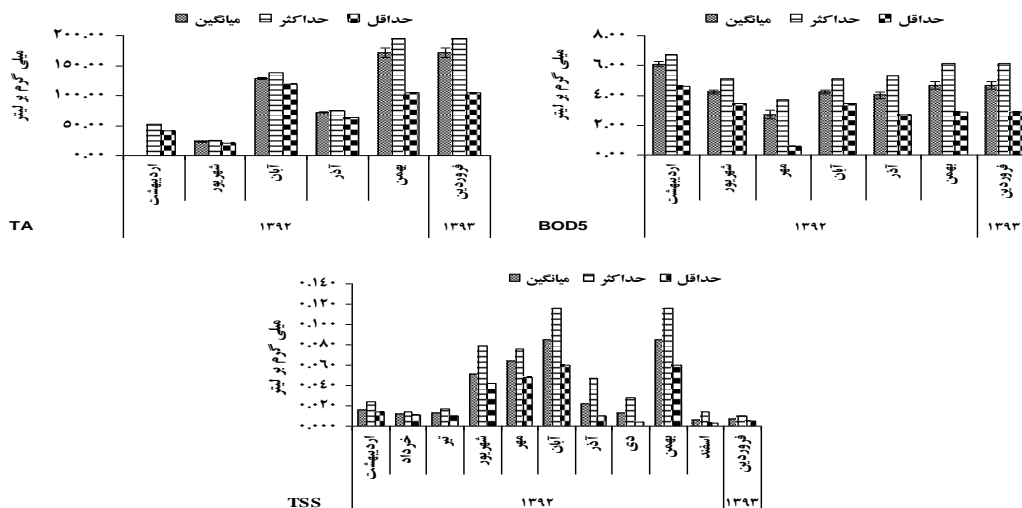 میانگین حداکثر حداقل
۲۰۰.۰۰
۱۵۰.۰۰
۱۰۰.۰۰
۵۰.۰۰
۰.۰۰
میلی گرم بر لیتر
اردیبهشت شهریور آبان آذر بهمن فروردین
۱۳۹۲ ۱۳۹۳
TA
میانگین حداکثر حداقل
۸.۰۰
۶.۰۰
۴.۰۰
۲.۰۰
۰.۰۰
میلی گرم بر لیتر
اردیبهشت شهریور مهر آبان آذر بهمن فروردین
۱۳۹۲ ۱۳۹۳
BOD5
میانگین حداکثر حداقل
۰.۱۴۰
۰.۱۲۰
۰.۱۰۰
۰.۰۸۰
۰.۰۶۰
۰.۰۴۰
۰.۰۲۰
۰.۰۰۰
میلی گرم بر لیتر
اردیبهشت خرداد تیر شهریور مهر آبان آذر دی بهمن اسفند فروردین
۱۳۹۲ ۱۳۹۳
TSS